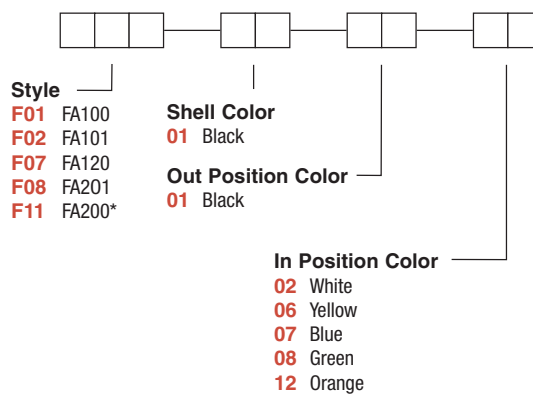 Style
F01 FA100
F02 FA101
F07 FA120
F08 FA201
F11 FA200*
Shell Color
01 Black
Out Position Color
01 Black
In Position Color
02 White
06 Yellow
07 Blue
08 Green
12 Orange